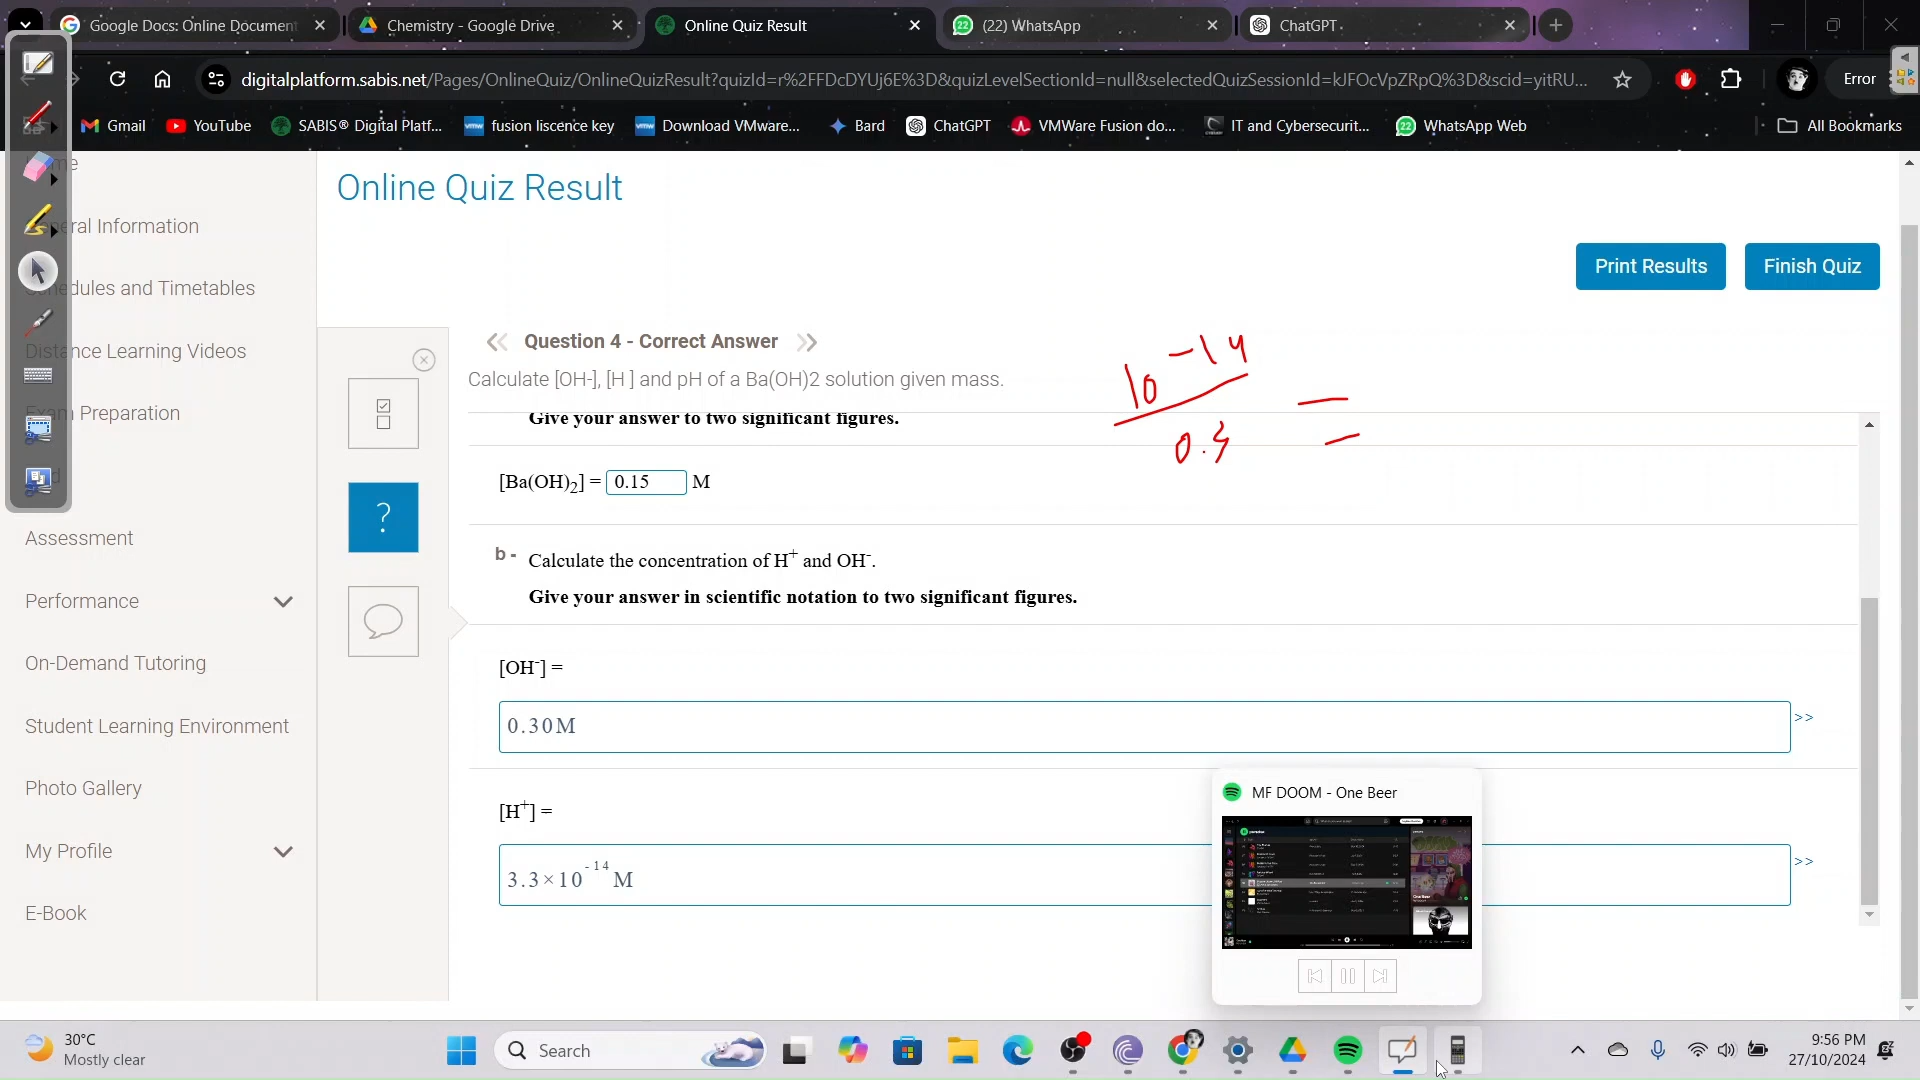 Google Docs: Online Document
Chemistry - Google Drive
Online Quiz Result
(22) WhatsApp
ChatGPT
digitalplatform.sabis.net/Pages/OnlineQuiz/OnlineQuizResult?quizId=r%2FFDcDYUj6E%3D&quizLevelSectionId=null&selectedQuizSessionId=kJFOcVpZRpQ%3D&scid=yitRU...
Error
Gmail
YouTube
SABIS® Digital Platf...
fusion liscence key
Download VMware...
Bard
ChatGPT
VMWare Fusion do...
IT and Cybersecurit...
WhatsApp Web
All Bookmarks
Online Quiz Result
General Information
Schedules and Timetables
Distance Learning Videos
Exam Preparation
Assessment
Performance
On-Demand Tutoring
Student Learning Environment
Photo Gallery
My Profile
E-Book
Print Results
Finish Quiz
Question 4 - Correct Answer
Calculate [OH-], [H ] and pH of a Ba(OH)2 solution given mass.
10⁻¹⁴
0.3
=
Give your answer to two significant figures.
[Ba(OH)₂] = 0.15 M
b - Calculate the concentration of H⁺ and OH⁻.
Give your answer in scientific notation to two significant figures.
[OH⁻] =
0.30M
>>
[H⁺] =
3.3×10⁻¹⁴ M
>>
MF DOOM - One Beer
30°C
Mostly clear
Search
9:56 PM
27/10/2024